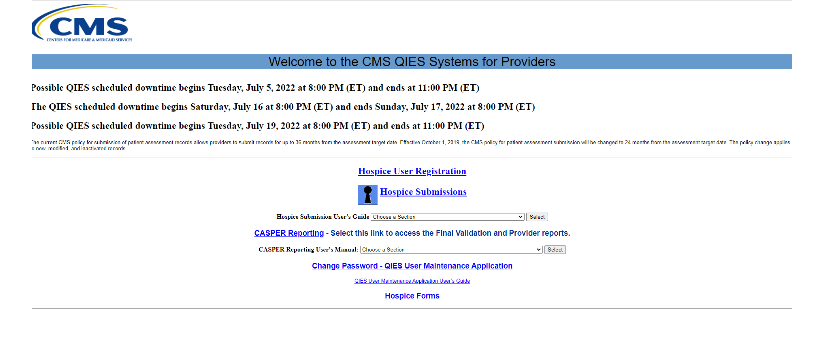 CMS
CENTERS FOR MEDICARE & MEDICAID SERVICES
Welcome to the CMS QIES Systems for Providers
Possible QIES scheduled downtime begins Tuesday, July 5, 2022 at 8:00 PM (ET) and ends at 11:00 PM (ET)
The QIES scheduled downtime begins Saturday, July 16 at 8:00 PM (ET) and ends Sunday, July 17, 2022 at 8:00 PM (ET)
Possible QIES scheduled downtime begins Tuesday, July 19, 2022 at 8:00 PM (ET) and ends at 11:00 PM (ET)
The current CMS policy for submission of patient assessment records allows providers to submit records for up to 36 months from the assessment target date. Effective October 1, 2019, the CMS policy for patient assessment submission will be changed to 24 months from the assessment target date. The policy change applies
to new, modified, and inactivated records.
Hospice User Registration
Hospice Submissions
Hospice Submission User's Guide Choose a Section Select
CASPER Reporting - Select this link to access the Final Validation and Provider reports.
CASPER Reporting User's Manual: Choose a Section Select
Change Password - QIES User Maintenance Application
QIES User Maintenance Application User's Guide
Hospice Forms